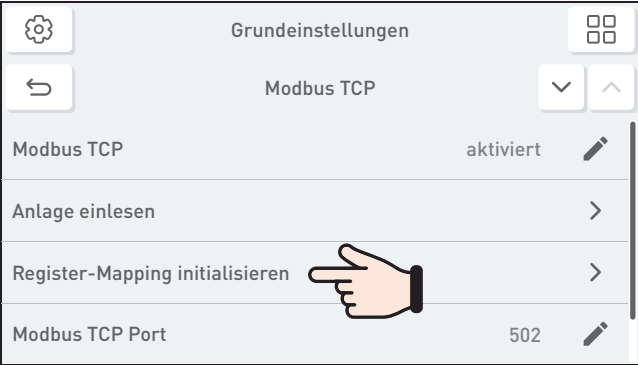 Grundeinstellungen
Modbus TCP
Modbus TCP aktiviert
Anlage einlesen
Register-Mapping initialisieren
Modbus TCP Port 502